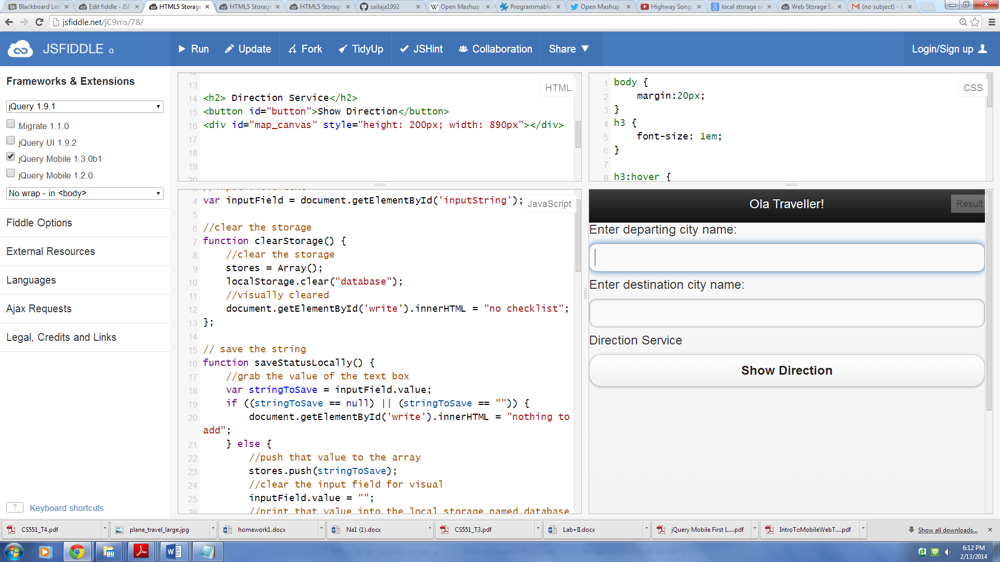 Blackboard Lea
Edit fiddle - JSF
HTML5 Storage
HTML5 Storage
HTML5 Storage
sailaja1992
Open Mashup
Programmable
Open Mashup
Highway Songs
local storage or
Web Storage Ex
(no subject) - r
jsfiddle.net/jC9ms/78/
JSFIDDLE α
Run
Update
Fork
TidyUp
JSHint
Collaboration
Share
Login/Sign up
Frameworks & Extensions
jQuery 1.9.1
Migrate 1.1.0
jQuery UI 1.9.2
jQuery Mobile 1.3.0b1
jQuery Mobile 1.2.0
No wrap - in <body>
Fiddle Options
External Resources
Languages
Ajax Requests
Legal, Credits and Links
? Keyboard shortcuts
HTML
12
13
14 <h2> Direction Service</h2>
15 <button id="button">Show Direction</button>
16 <div id="map_canvas" style="height: 200px; width: 890px"></div>
17
18
19
20
CSS
1 body {
2 margin:20px;
3 }
4 h3 {
5 font-size: 1em;
6 }
7
8 h3:hover {
JavaScript
4 var inputField = document.getElementById('inputString');
5
6 //clear the storage
7 function clearStorage() {
8 //clear the storage
9 stores = Array();
10 localStorage.clear("database");
11 //visually cleared
12 document.getElementById('write').innerHTML = "no checklist";
13 };
14
15 // save the string
16 function saveStatusLocally() {
17 //grab the value of the text box
18 var stringToSave = inputField.value;
19 if ((stringToSave == null) || (stringToSave == "")) {
20 document.getElementById('write').innerHTML = "nothing to
add";
21 } else {
22 //push that value to the array
23 stores.push(stringToSave);
24 //clear the input field for visual
25 inputField.value = "";
26 //print that value into the local storage named database
Ola Traveller!
Result
Enter departing city name:
Enter destination city name:
Direction Service
Show Direction
CS551_T4.pdf
plane_travel_large.jpg
homework1.docx
Na1 (1).docx
CS551_T3.pdf
Lab+II.docx
jQuery Mobile First L....pdf
IntroToMobileWebT....pdf
Show all downloads...
6:12 PM
2/13/2014